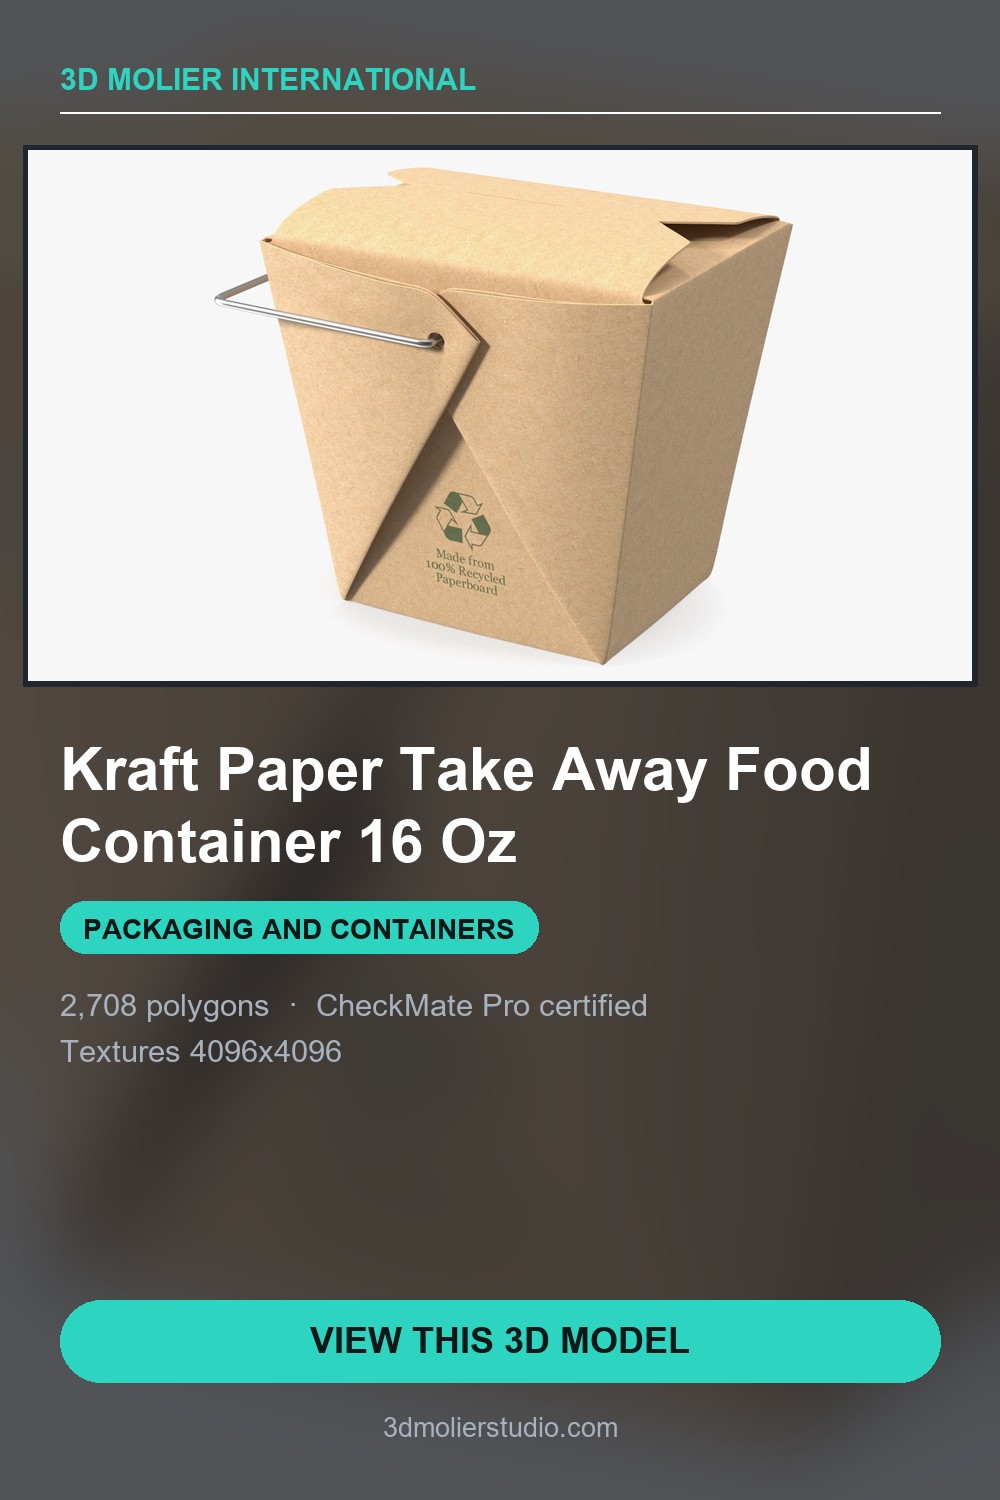 3D MOLIER INTERNATIONAL
Made from
100% Recycled
Paperboard
Kraft Paper Take Away Food
Container 16 Oz
PACKAGING AND CONTAINERS
2,708 polygons · CheckMate Pro certified
Textures 4096x4096
VIEW THIS 3D MODEL
3dmolierstudio.com